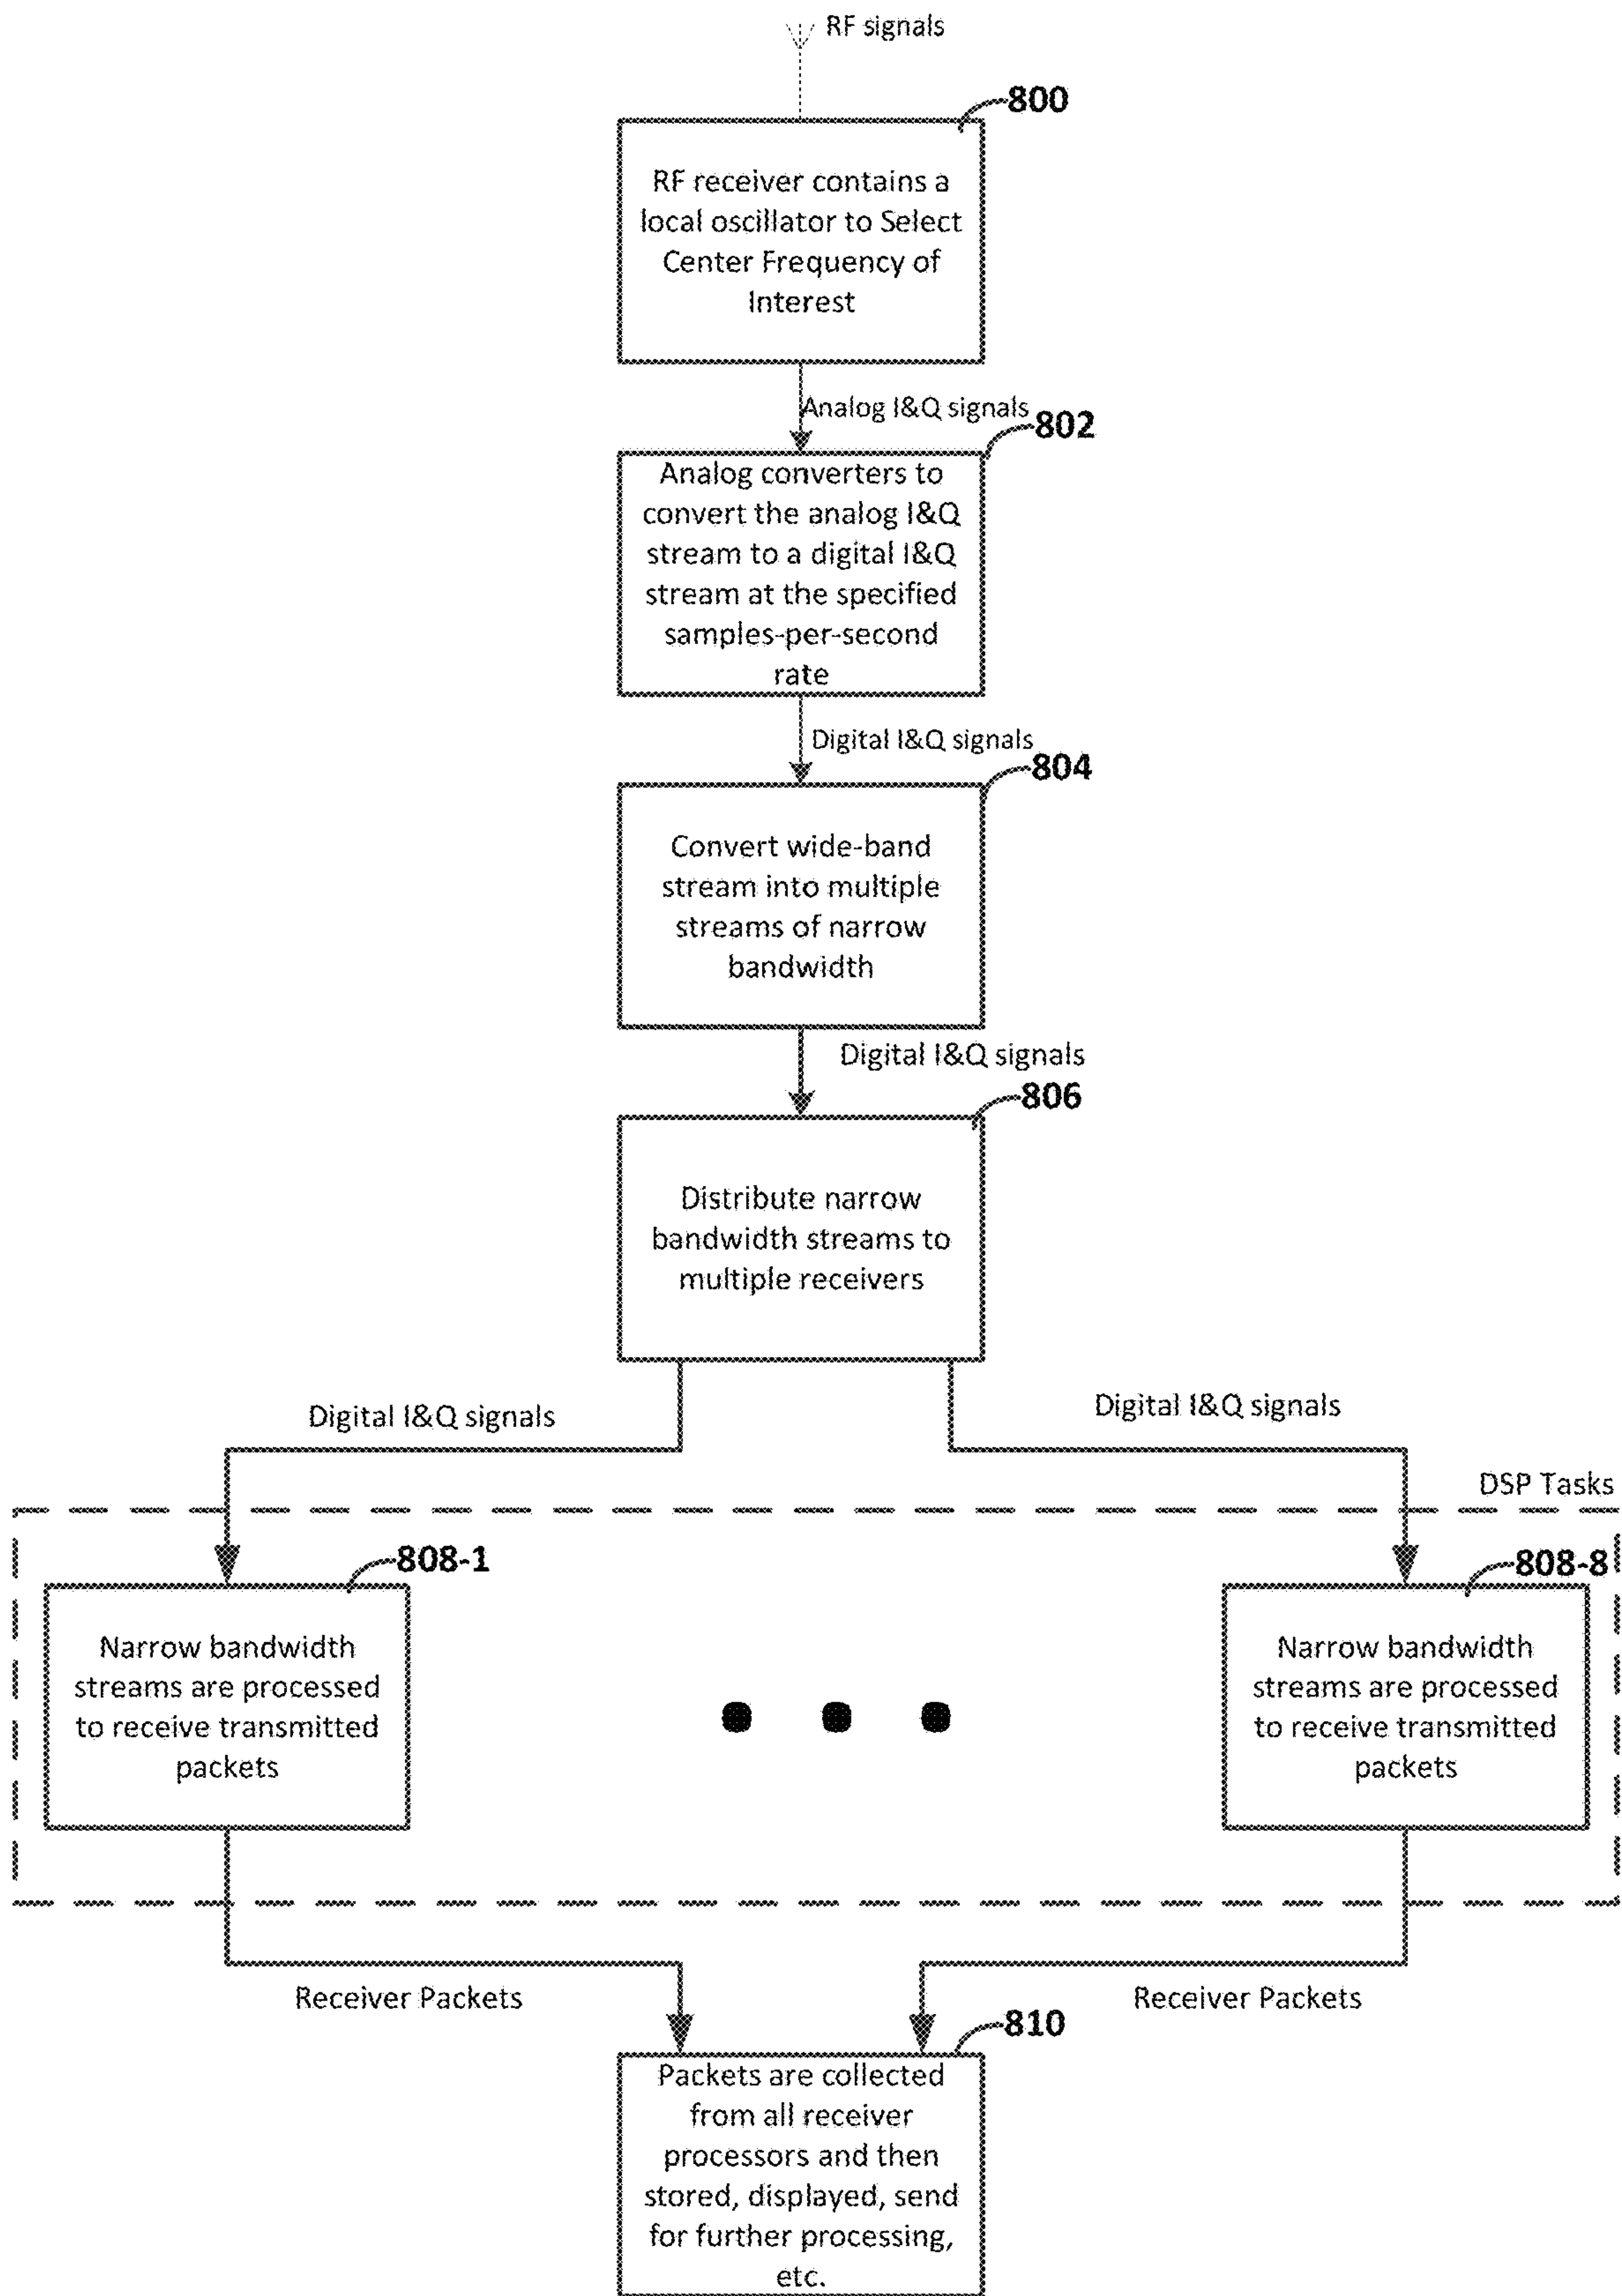 RF signals
800
RF receiver contains a
local oscillator to Select
Center Frequency of
Interest
Analog I&Q signals
802
Analog converters to
convert the analog I&Q
stream to a digital I&Q
stream at the specified
samples-per-second
rate
Digital I&Q signals
804
Convert wide-band
stream into multiple
streams of narrow
bandwidth
Digital I&Q signals
806
Distribute narrow
bandwidth streams to
multiple receivers
Digital I&Q signals
Digital I&Q signals
DSP Tasks
808-1
Narrow bandwidth
streams are processed
to receive transmitted
packets
808-8
Narrow bandwidth
streams are processed
to receive transmitted
packets
Receiver Packets
Receiver Packets
810
Packets are collected
from all receiver
processors and then
stored, displayed, send
for further processing,
etc.